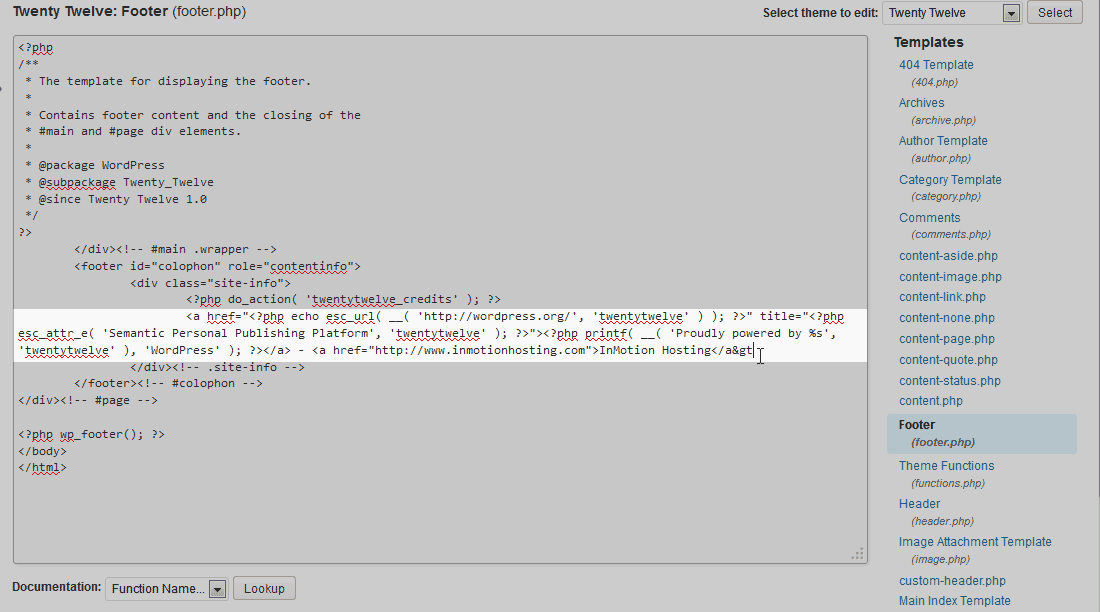 Twenty Twelve: Footer (footer.php)
Select theme to edit: Twenty Twelve Select
<?php
/**
 * The template for displaying the footer.
 *
 * Contains footer content and the closing of the
 * #main and #page div elements.
 *
 * @package WordPress
 * @subpackage Twenty_Twelve
 * @since Twenty Twelve 1.0
 */
?>
</div><!-- #main .wrapper -->
<footer id="colophon" role="contentinfo">
<div class="site-info">
<?php do_action( 'twentytwelve_credits' ); ?>
<a href="<?php echo esc_url( __( 'http://wordpress.org/', 'twentytwelve' ) ); ?>" title="<?php
esc_attr_e( 'Semantic Personal Publishing Platform', 'twentytwelve' ); ?>"><?php printf( __( 'Proudly powered by %s',
'twentytwelve' ), 'WordPress' ); ?></a> - <a href="http://www.inmotionhosting.com">InMotion Hosting</a&gt
</div><!-- .site-info -->
</footer><!-- #colophon -->
</div><!-- #page -->
<?php wp_footer(); ?>
</body>
</html>
Documentation: Function Name... Lookup
Templates
404 Template
(404.php)
Archives
(archive.php)
Author Template
(author.php)
Category Template
(category.php)
Comments
(comments.php)
content-aside.php
content-image.php
content-link.php
content-none.php
content-page.php
content-quote.php
content-status.php
content.php
Footer
(footer.php)
Theme Functions
(functions.php)
Header
(header.php)
Image Attachment Template
(image.php)
custom-header.php
Main Index Template